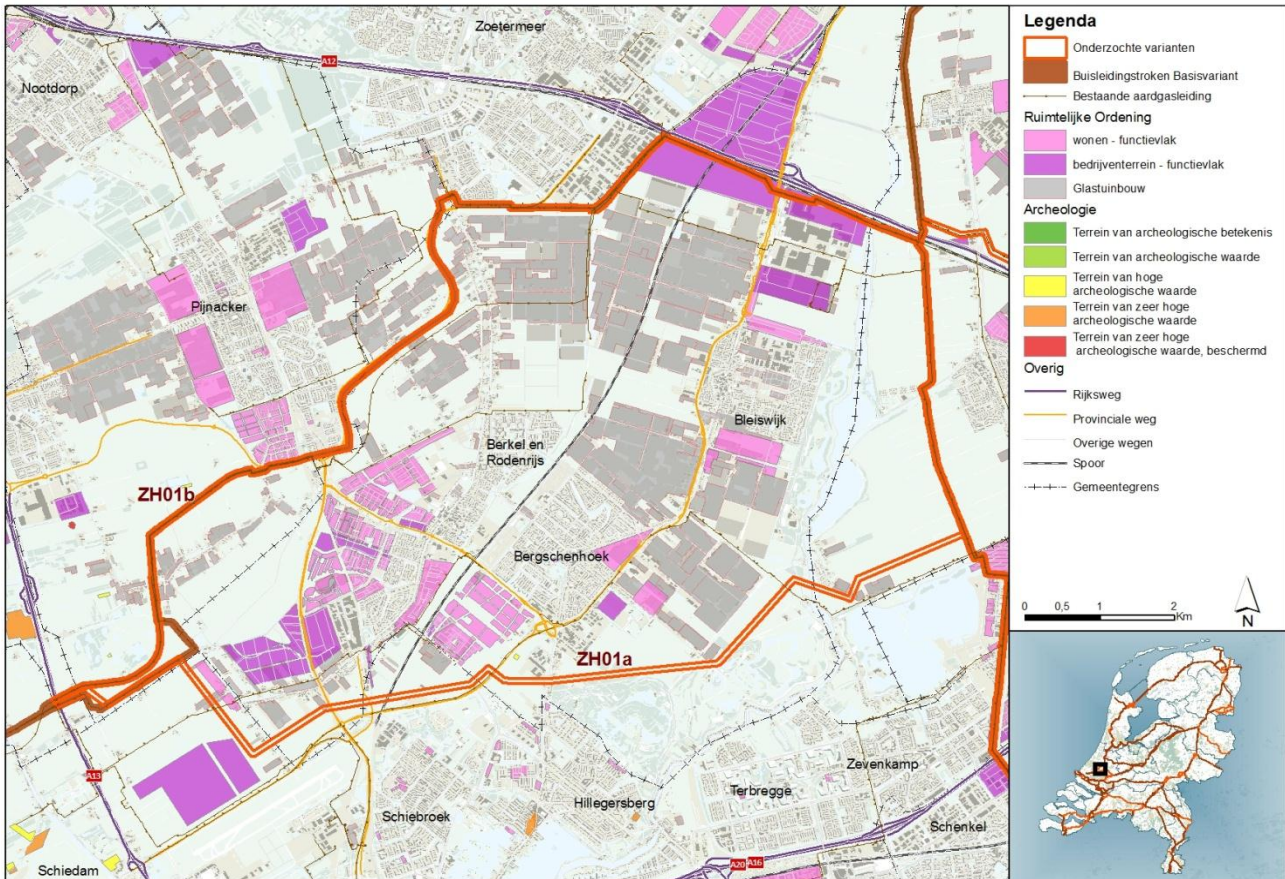 Zoetermeer
A12
Nootdorp
Pijnacker
Bleiswijk
Berkel en
Rodenrijs
ZH01b
Bergschenhoek
ZH01a
A13
Zevenkamp
Hillegersberg
Terbregge
Schiebroek
Schenkel
A20
A16
Schiedam
Legenda
Onderzochte varianten
Buisleidingstroken Basisvariant
Bestaande aardgasleiding
Ruimtelijke Ordening
wonen - functievlak
bedrijventerrein - functievlak
Glastuinbouw
Archeologie
Terrein van archeologische betekenis
Terrein van archeologische waarde
Terrein van hoge
archeologische waarde
Terrein van zeer hoge
archeologische waarde
Terrein van zeer hoge
archeologische waarde, beschermd
Overig
Rijksweg
Provinciale weg
Overige wegen
Spoor
Gemeentegrens
0 0,5 1 2
Km
N